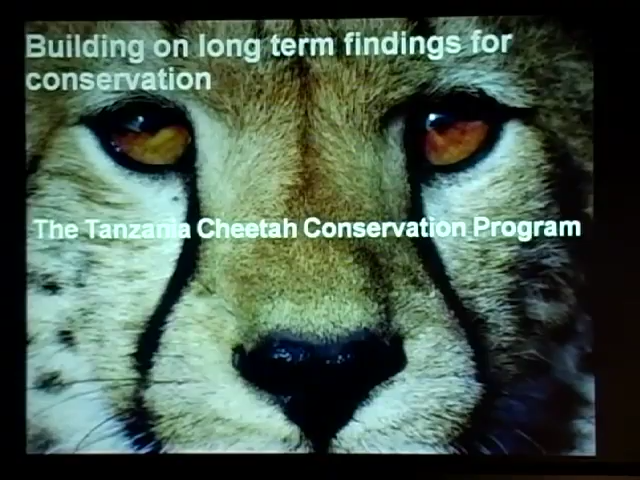 Building on long term findings for
conservation
The Tanzania Cheetah Conservation Program